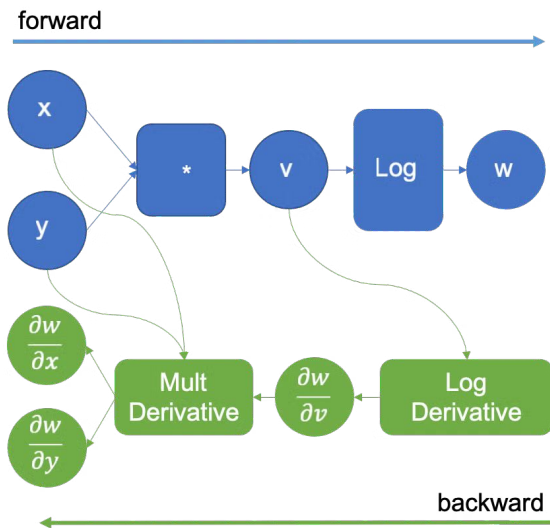 forward
x
*
v
Log
w
y
∂w
∂x
Mult
Derivative
∂w
∂v
Log
Derivative
∂w
∂y
backward